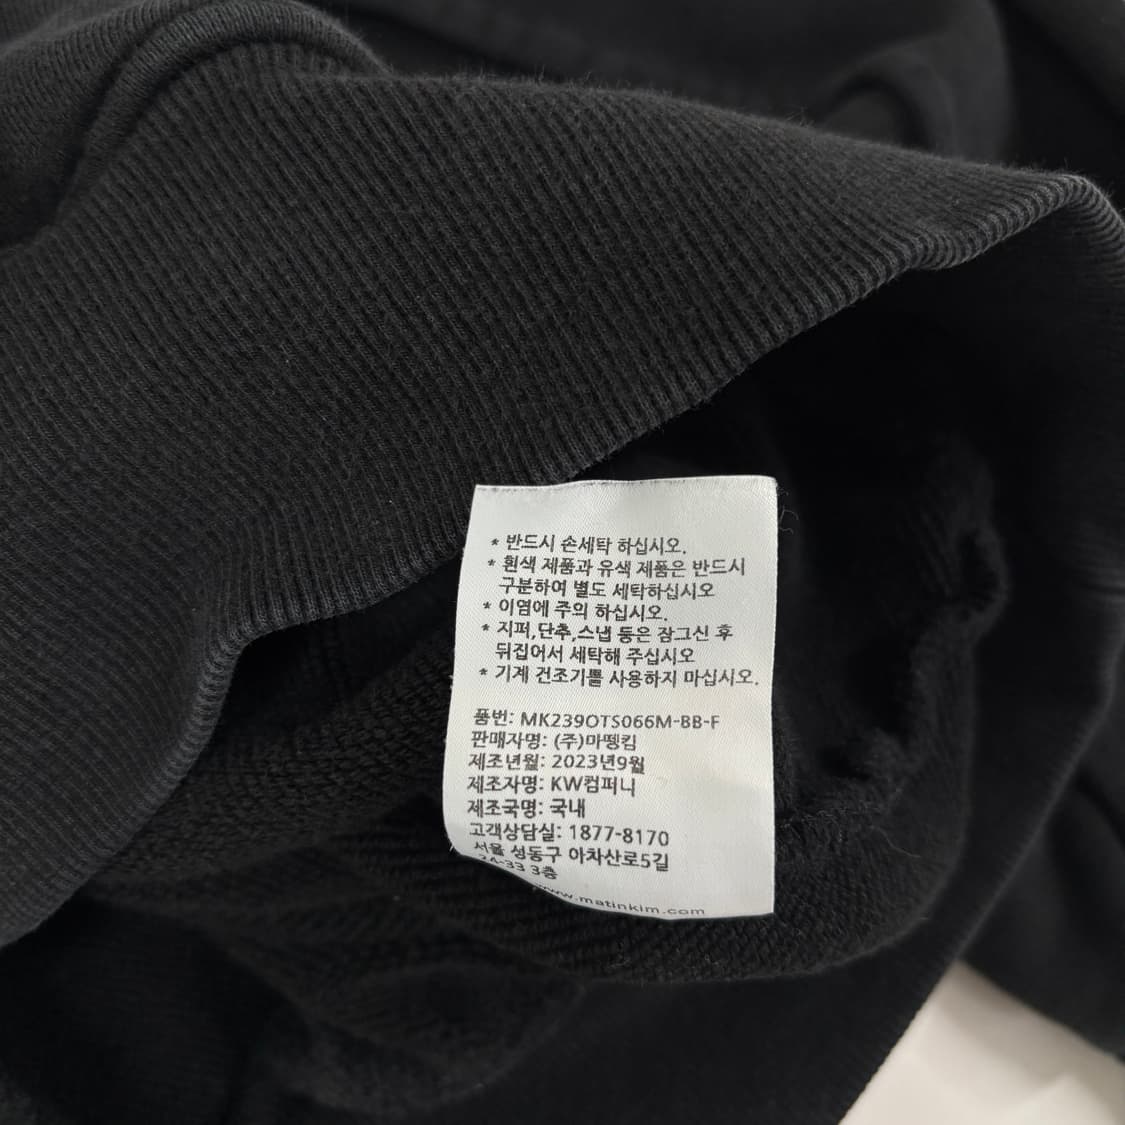 * 반드시 손세탁 하십시오.
* 흰색 제품과 유색 제품은 반드시
구분하여 별도 세탁하십시오
* 이염에 주의 하십시오.
* 지퍼,단추,스냅 등은 잠그신 후
뒤집어서 세탁해 주십시오
* 기계 건조기를 사용하지 마십시오.
품번: MK239OTS066M-BB-F
판매자명: (주)마뗑킴
제조년월: 2023년9월
제조자명: KW컴퍼니
제조국명: 국내
고객상담실: 1877-8170
서울 성동구 아차산로5길
24-33 3층
www.matinkim.com